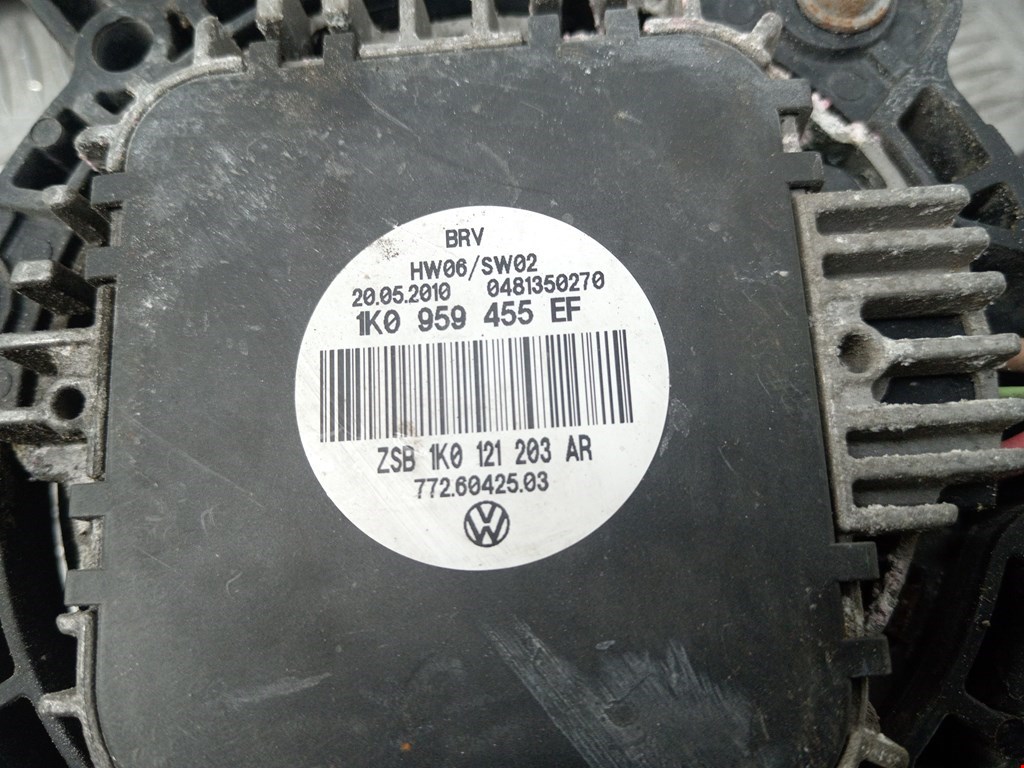 BRV
HW06/SW02
20.05.2010 0481350270
1K0 959 455 EF
ZSB 1K0 121 203 AR
772.60425.03